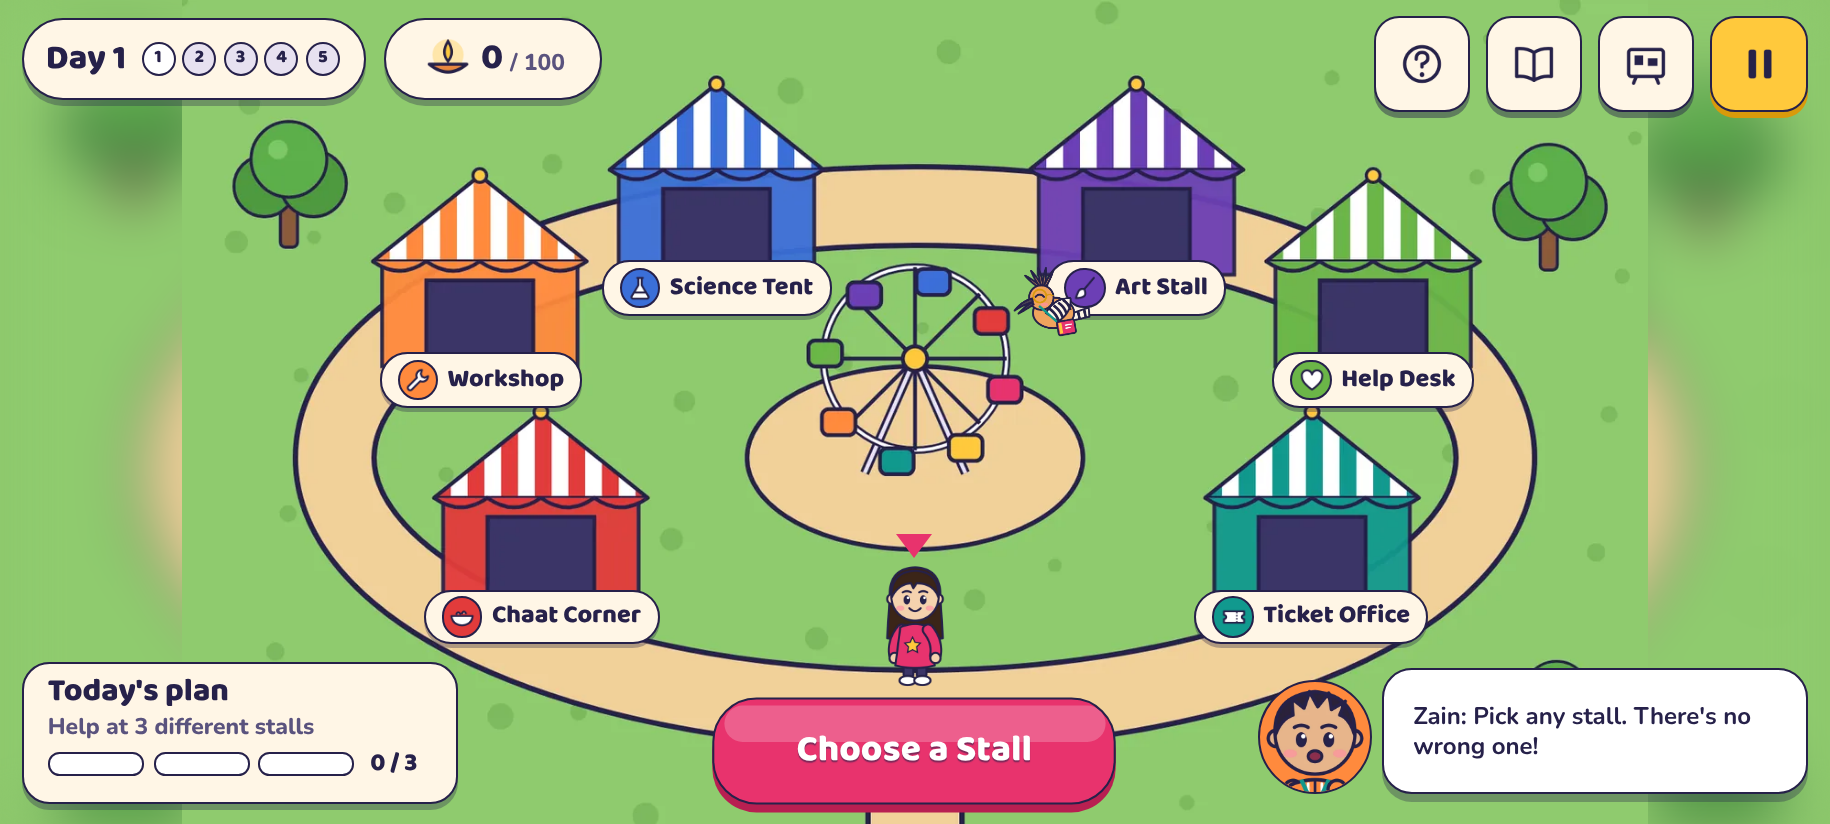 Day 1 1 2 3 4 5
0 / 100
Science Tent
Art Stall
Workshop
Help Desk
Chaat Corner
Ticket Office
Today's plan
Help at 3 different stalls
0 / 3
Choose a Stall
Zain: Pick any stall. There's no
wrong one!